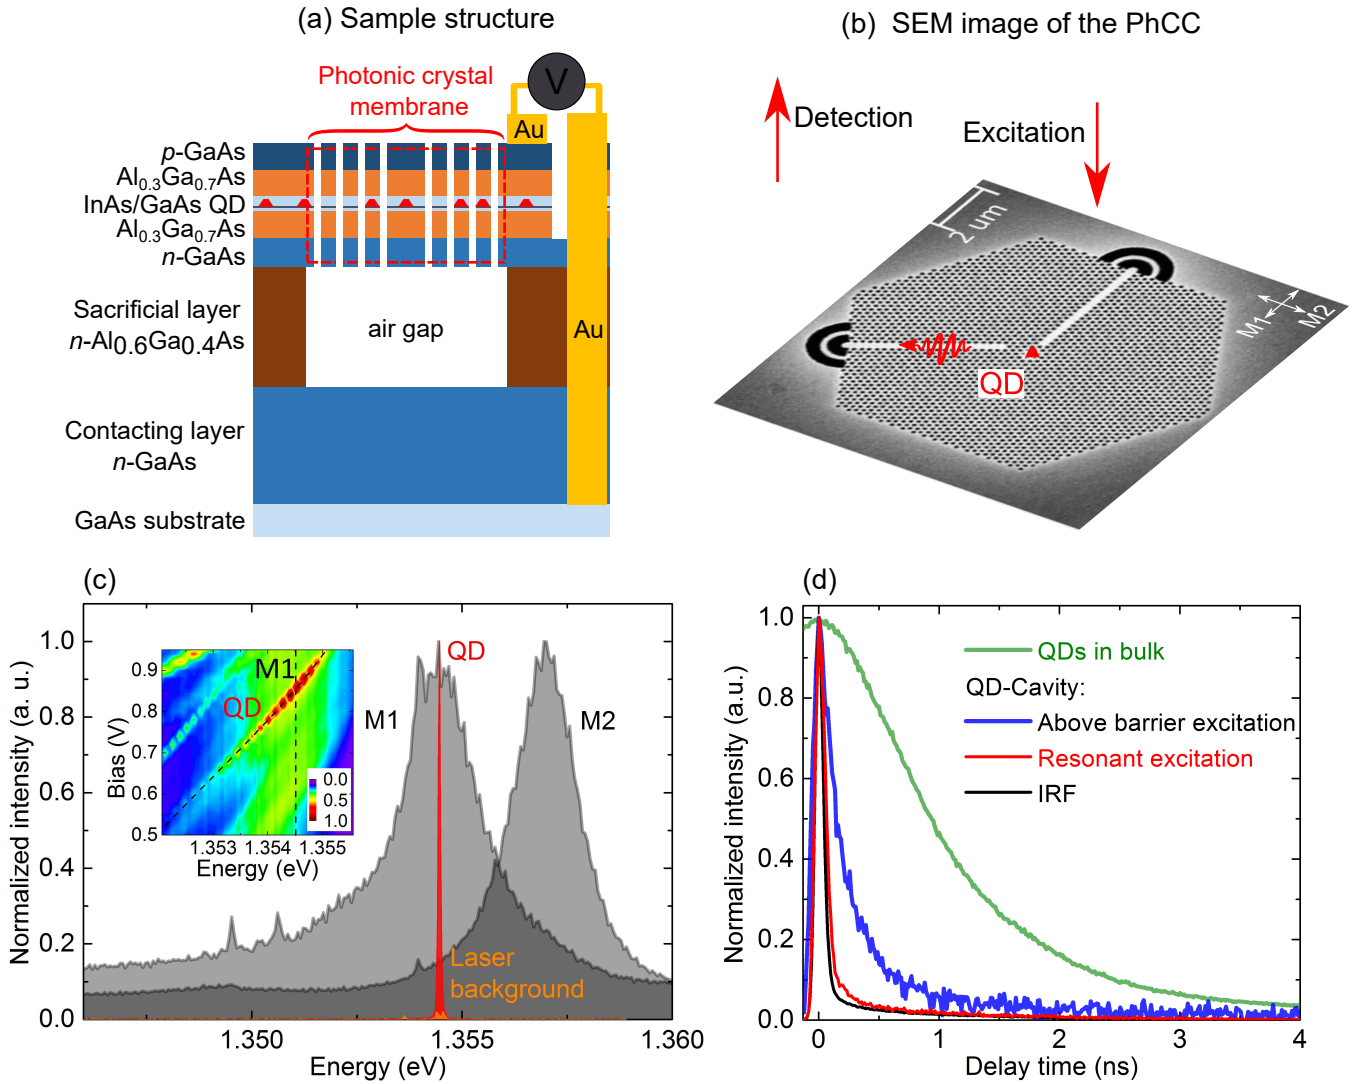 (a) Sample structure
Photonic crystal
membrane
V
Au
p-GaAs
Al0.3Ga0.7As
InAs/GaAs QD
Al0.3Ga0.7As
n-GaAs
Sacrificial layer
n-Al0.6Ga0.4As
air gap
Au
Contacting layer
n-GaAs
GaAs substrate
(b) SEM image of the PhCC
Detection
Excitation
2 um
M1
M2
QD
(c)
Normalized intensity (a. u.)
1.0
0.8
0.6
0.4
0.2
0.0
1.350
1.355
1.360
Energy (eV)
QD
M1
M2
Laser
background
M1
QD
Bias (V)
0.9
0.8
0.7
0.6
0.5
0.0
0.5
1.0
1.353
1.354
1.355
Energy (eV)
(d)
Normalized intensity (a.u.)
1.0
0.8
0.6
0.4
0.2
0.0
0
1
2
3
4
Delay time (ns)
QDs in bulk
QD-Cavity:
Above barrier excitation
Resonant excitation
IRF